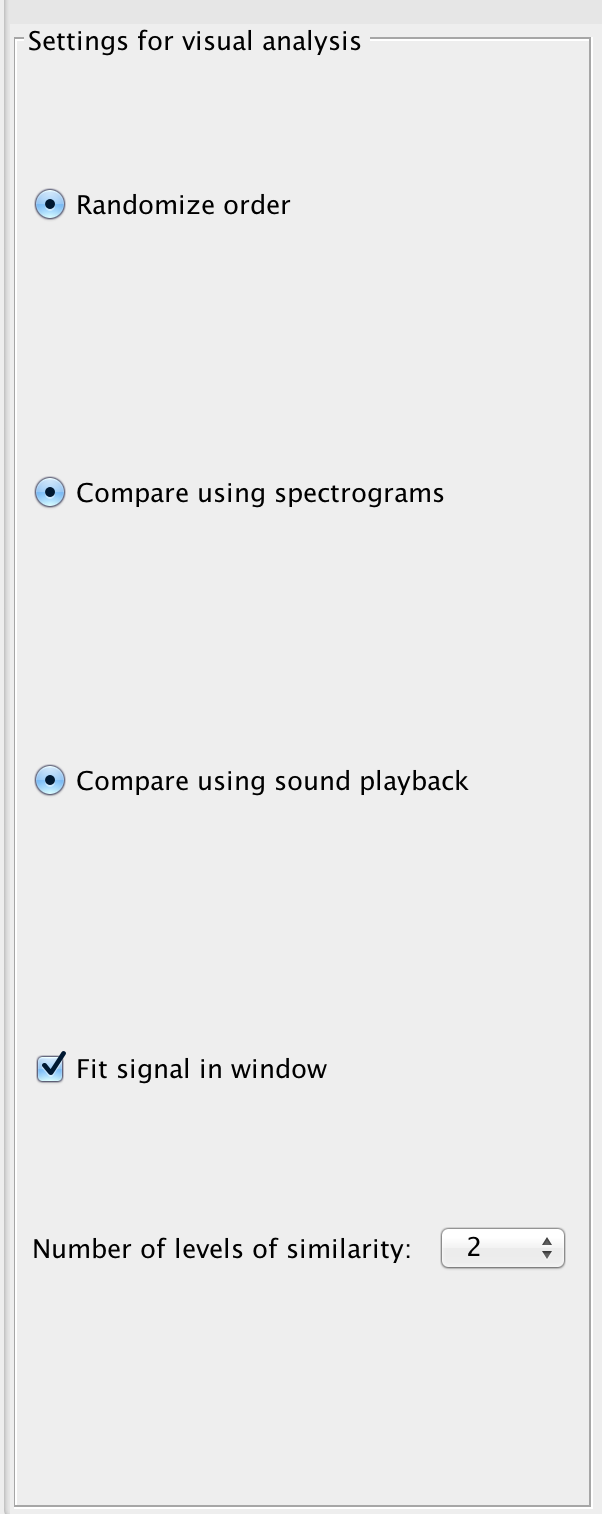 Settings for visual analysis
Randomize order
Compare using spectrograms
Compare using sound playback
Fit signal in window
Number of levels of similarity: 2